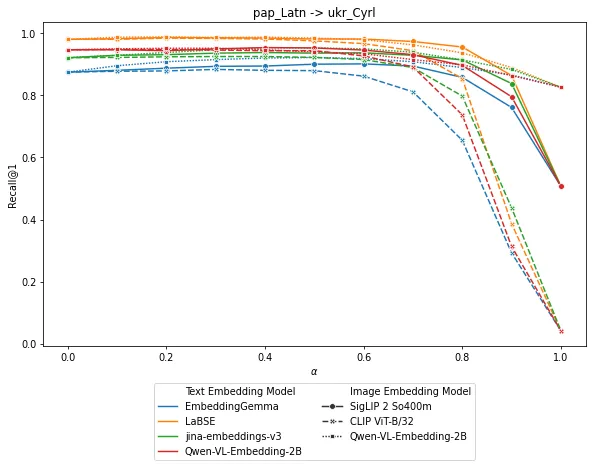 pap_Latn -> ukr_Cyrl
Recall@1
1.0
0.8
0.6
0.4
0.2
0.0
0.0 0.2 0.4 0.6 0.8 1.0
α
Text Embedding Model
EmbeddingGemma
LaBSE
jina-embeddings-v3
Qwen-VL-Embedding-2B
Image Embedding Model
SigLIP 2 So400m
CLIP ViT-B/32
Qwen-VL-Embedding-2B